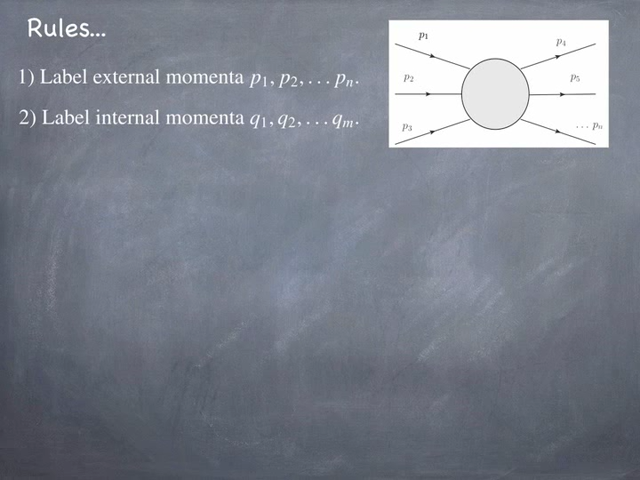 Rules...
1) Label external momenta p₁, p₂, … pₙ.
2) Label internal momenta q₁, q₂, … qₘ.
p₁
p₄
p₂
p₅
p₃
… pₙ